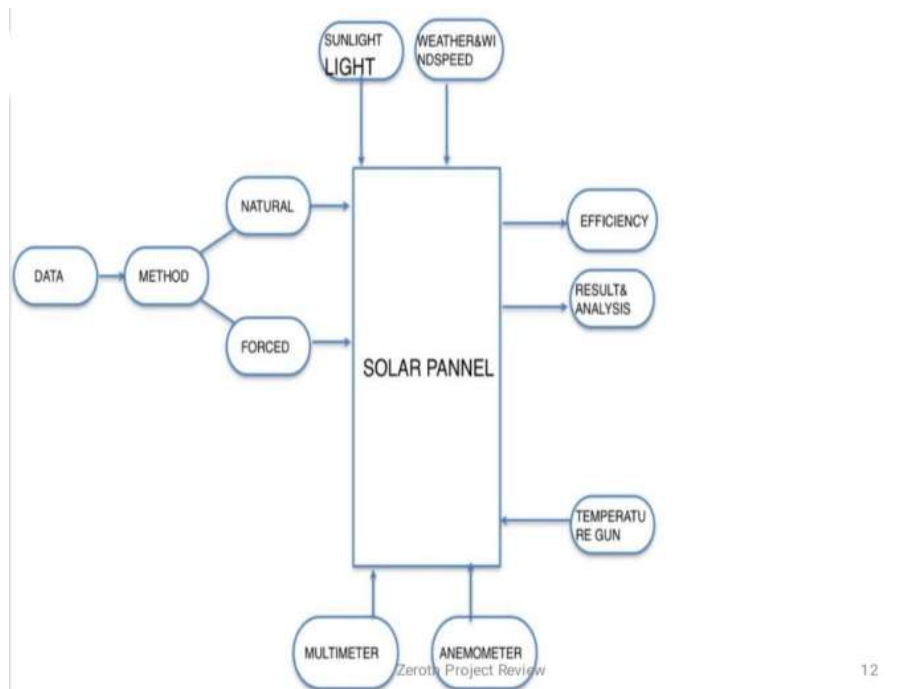 SUNLIGHT
LIGHT
WEATHER&WI
NDSPEED
NATURAL
EFFICIENCY
DATA
METHOD
RESULT&
ANALYSIS
FORCED
SOLAR PANNEL
TEMPERATU
RE GUN
MULTIMETER
ANEMOMETER
Zeroth Project Review
12